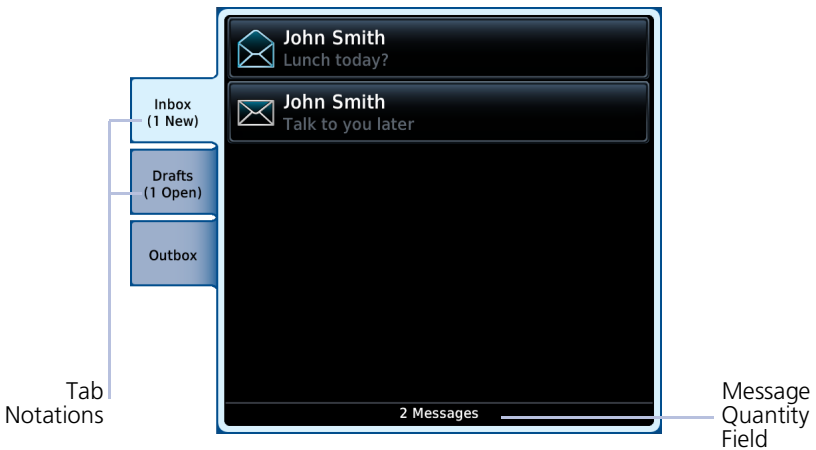 John Smith
Lunch today?
John Smith
Talk to you later
Inbox
(1 New)
Drafts
(1 Open)
Outbox
2 Messages
Tab
Notations
Message
Quantity
Field